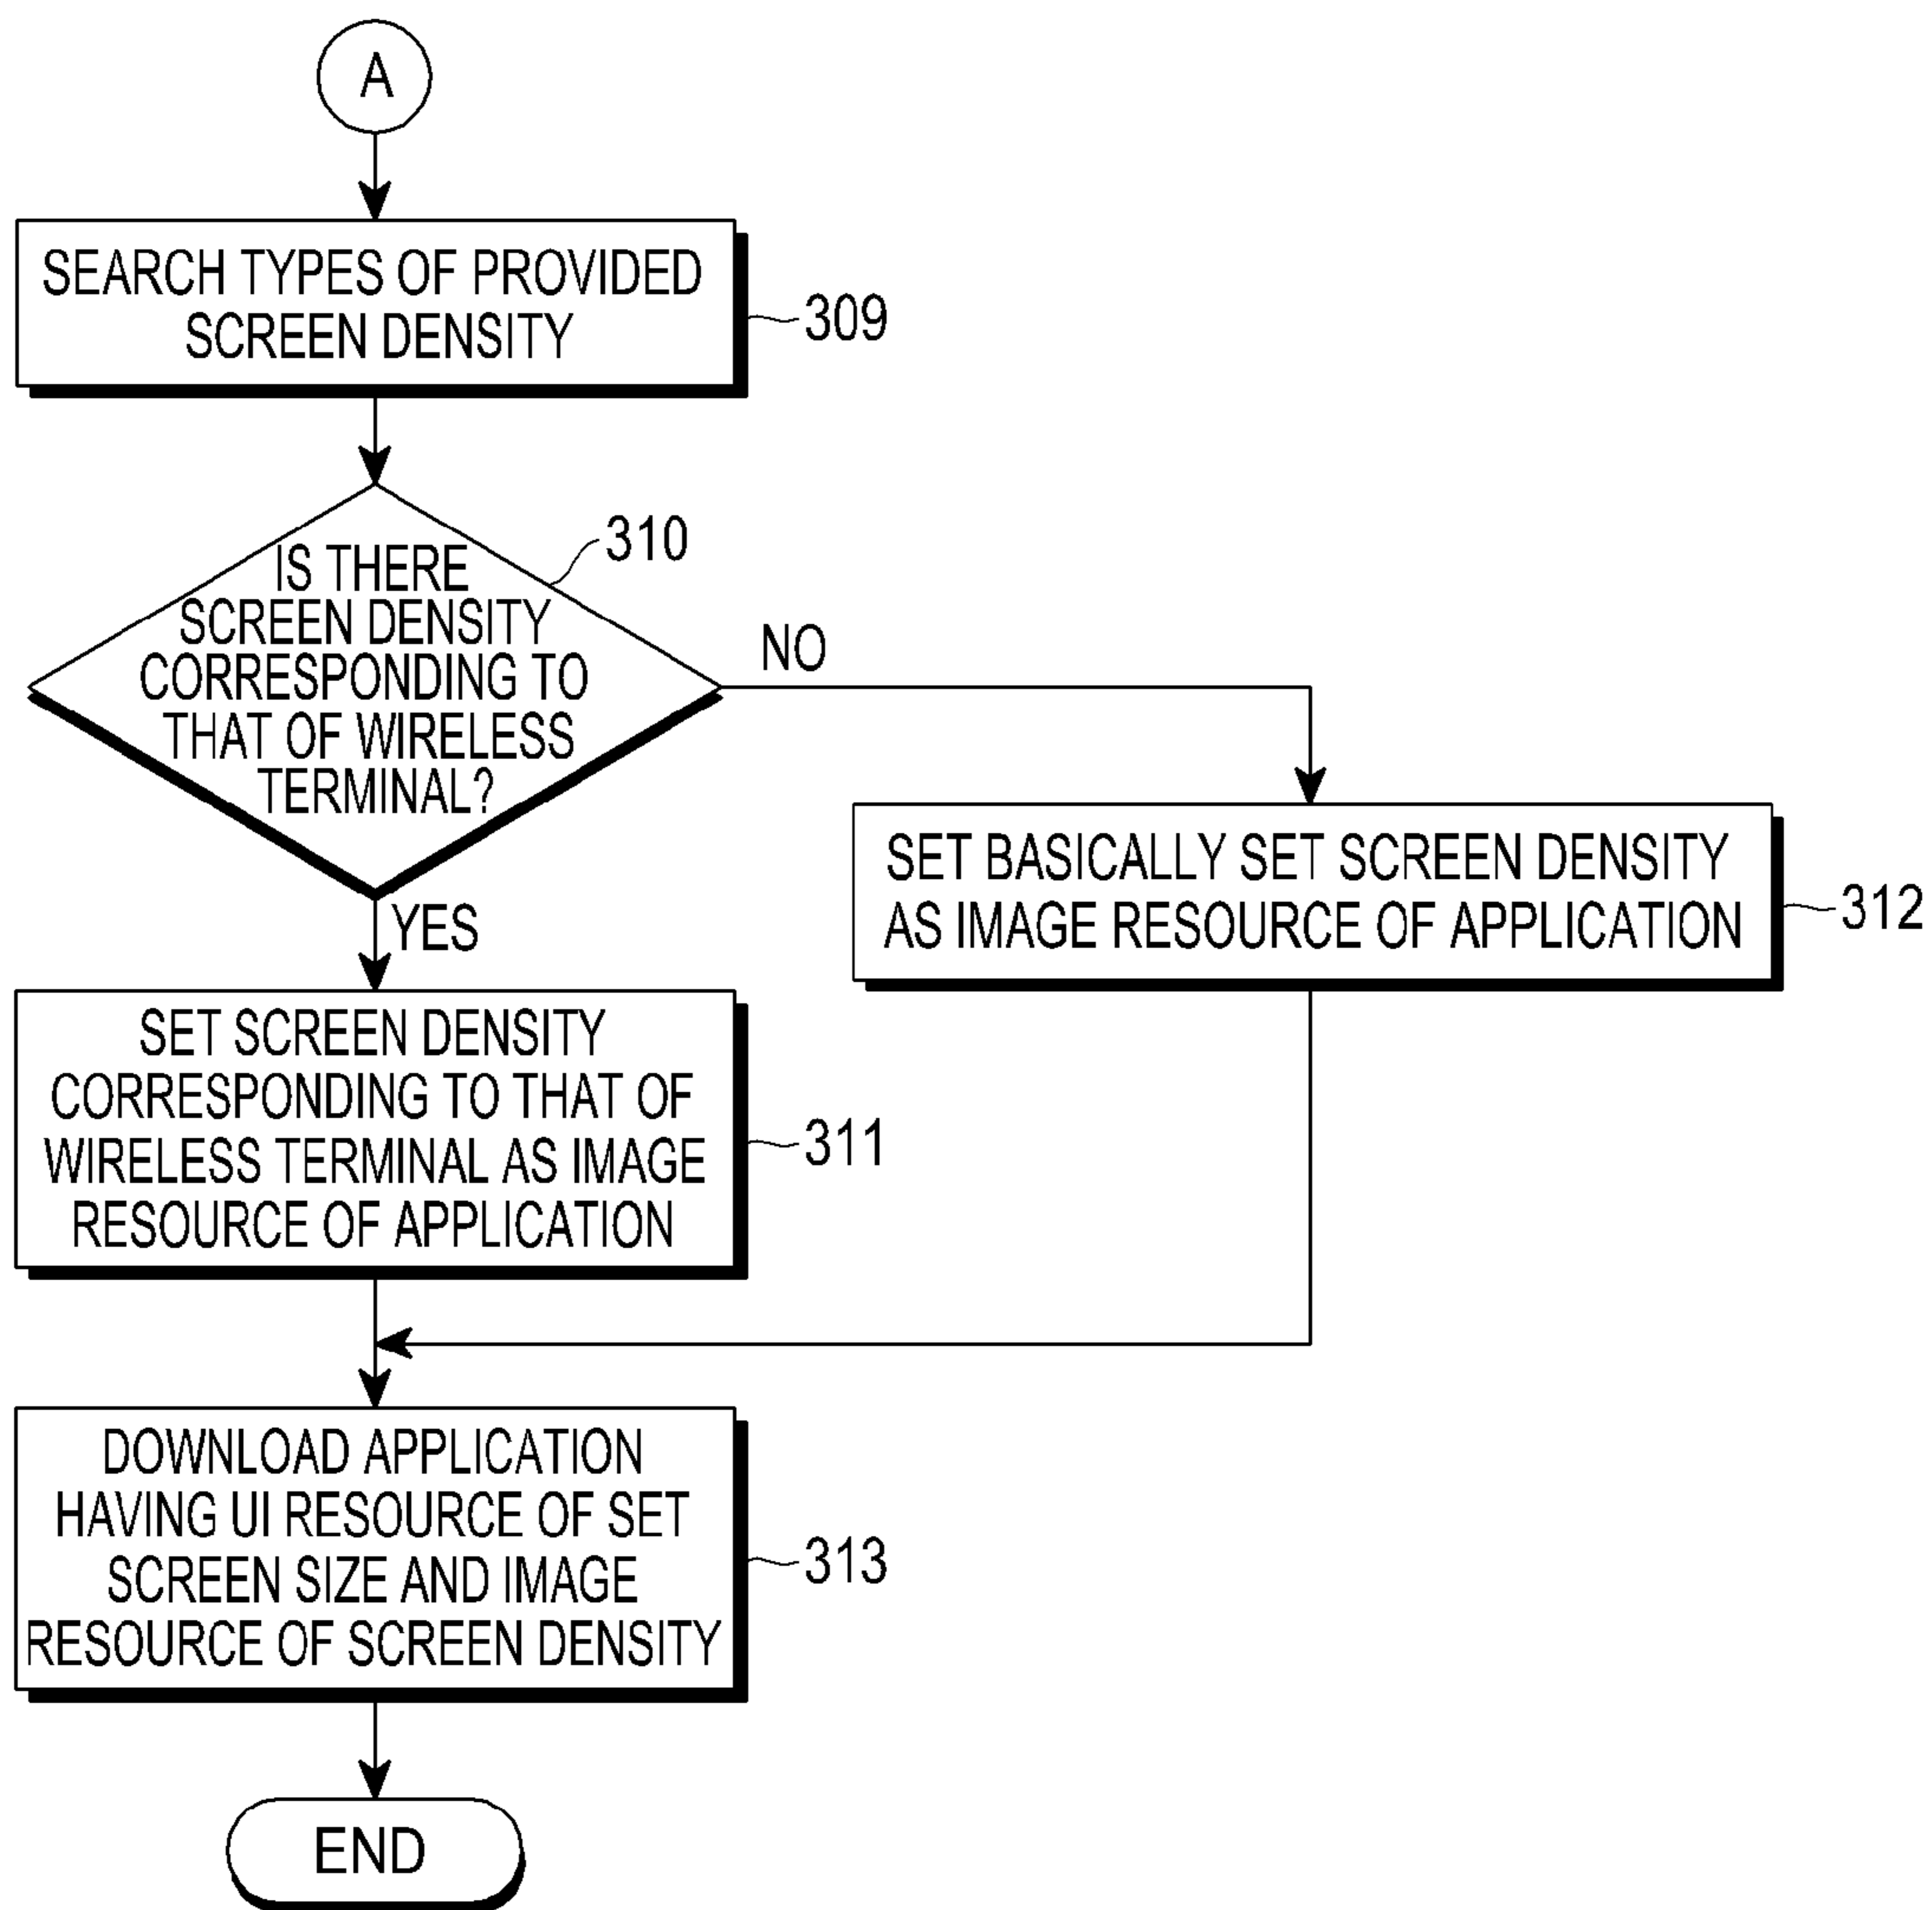 A
SEARCH TYPES OF PROVIDED
SCREEN DENSITY
309
310
IS THERE
SCREEN DENSITY
CORRESPONDING TO
THAT OF WIRELESS
TERMINAL?
NO
YES
SET BASICALLY SET SCREEN DENSITY
AS IMAGE RESOURCE OF APPLICATION
312
SET SCREEN DENSITY
CORRESPONDING TO THAT OF
WIRELESS TERMINAL AS IMAGE
RESOURCE OF APPLICATION
311
DOWNLOAD APPLICATION
HAVING UI RESOURCE OF SET
SCREEN SIZE AND IMAGE
RESOURCE OF SCREEN DENSITY
313
END